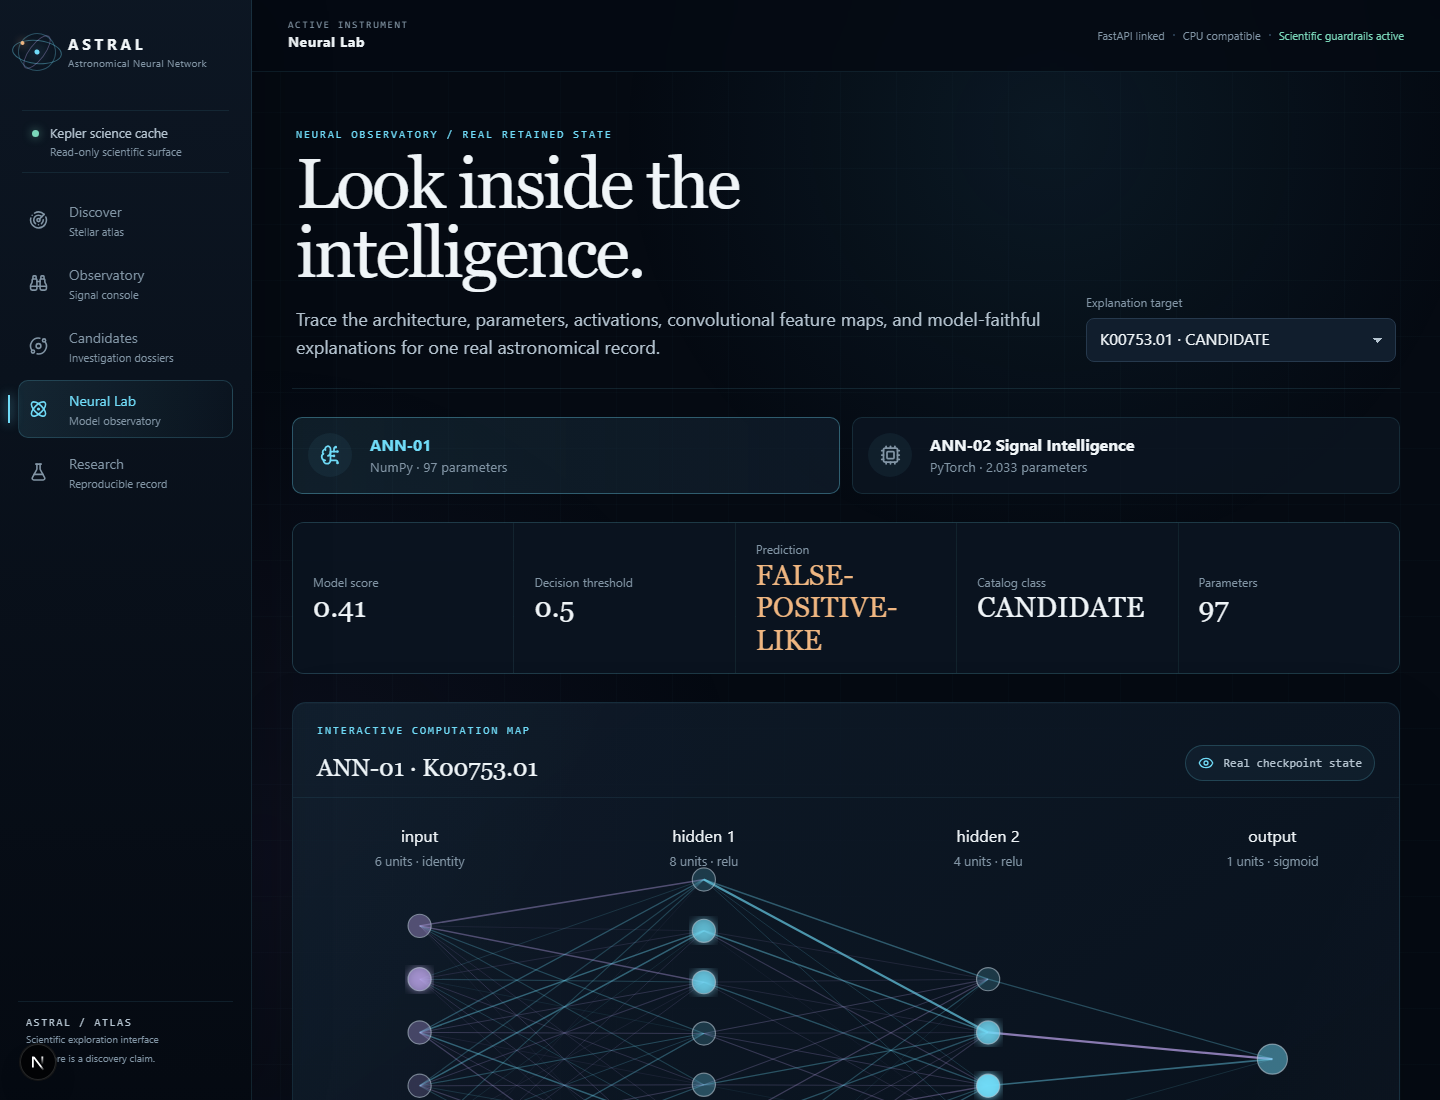 ASTRAL
Astronomical Neural Network
Kepler science cache
Read-only scientific surface
Discover
Stellar atlas
Observatory
Signal console
Candidates
Investigation dossiers
Neural Lab
Model observatory
Research
Reproducible record
ASTRAL / ATLAS
Scientific exploration interface
re is a discovery claim.
N
ACTIVE INSTRUMENT
Neural Lab
FastAPI linked · CPU compatible · Scientific guardrails active
NEURAL OBSERVATORY / REAL RETAINED STATE
Look inside the
intelligence.
Trace the architecture, parameters, activations, convolutional feature maps, and model-faithful
explanations for one real astronomical record.
Explanation target
K00753.01 · CANDIDATE
ANN-01
NumPy · 97 parameters
ANN-02 Signal Intelligence
PyTorch · 2.033 parameters
Model score
0.41
Decision threshold
0.5
Prediction
FALSE-
POSITIVE-
LIKE
Catalog class
CANDIDATE
Parameters
97
INTERACTIVE COMPUTATION MAP
ANN-01 · K00753.01
Real checkpoint state
input
6 units · identity
hidden 1
8 units · relu
hidden 2
4 units · relu
output
1 units · sigmoid